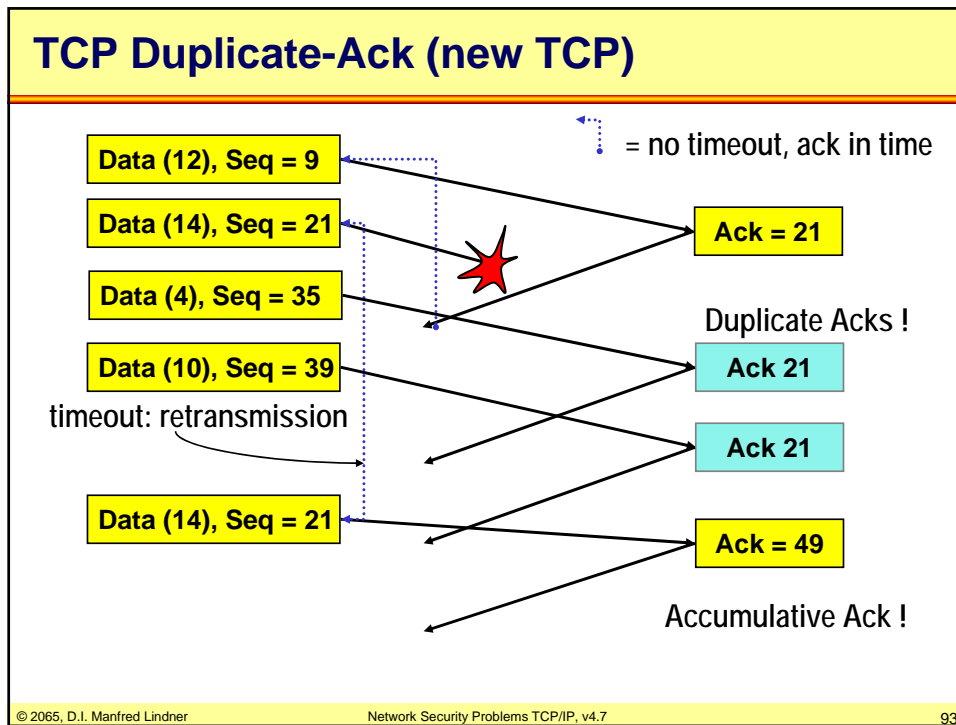 TCP Duplicate-Ack (new TCP)
= no timeout, ack in time
Data (12), Seq = 9
Data (14), Seq = 21
Ack = 21
Data (4), Seq = 35
Duplicate Acks !
Data (10), Seq = 39
Ack 21
timeout: retransmission
Ack 21
Data (14), Seq = 21
Ack = 49
Accumulative Ack !
© 2065, D.I. Manfred Lindner
Network Security Problems TCP/IP, v4.7
93